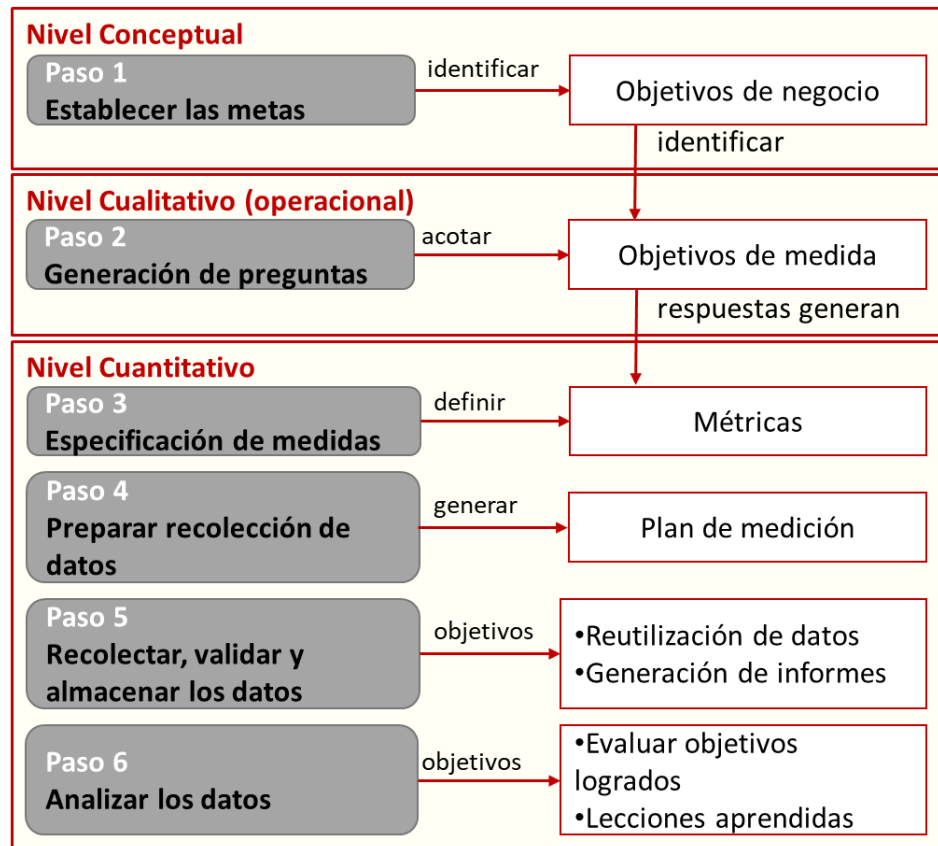 Nivel Conceptual
Paso 1
Establecer las metas
identificar
Objetivos de negocio
identificar
Nivel Cualitativo (operacional)
Paso 2
Generación de preguntas
acotar
Objetivos de medida
respuestas generan
Nivel Cuantitativo
Paso 3
Especificación de medidas
definir
Métricas
Paso 4
Preparar recolección de
datos
generar
Plan de medición
Paso 5
Recolectar, validar y
almacenar los datos
objetivos
•Reutilización de datos
•Generación de informes
Paso 6
Analizar los datos
objetivos
•Evaluar objetivos
logrados
•Lecciones aprendidas